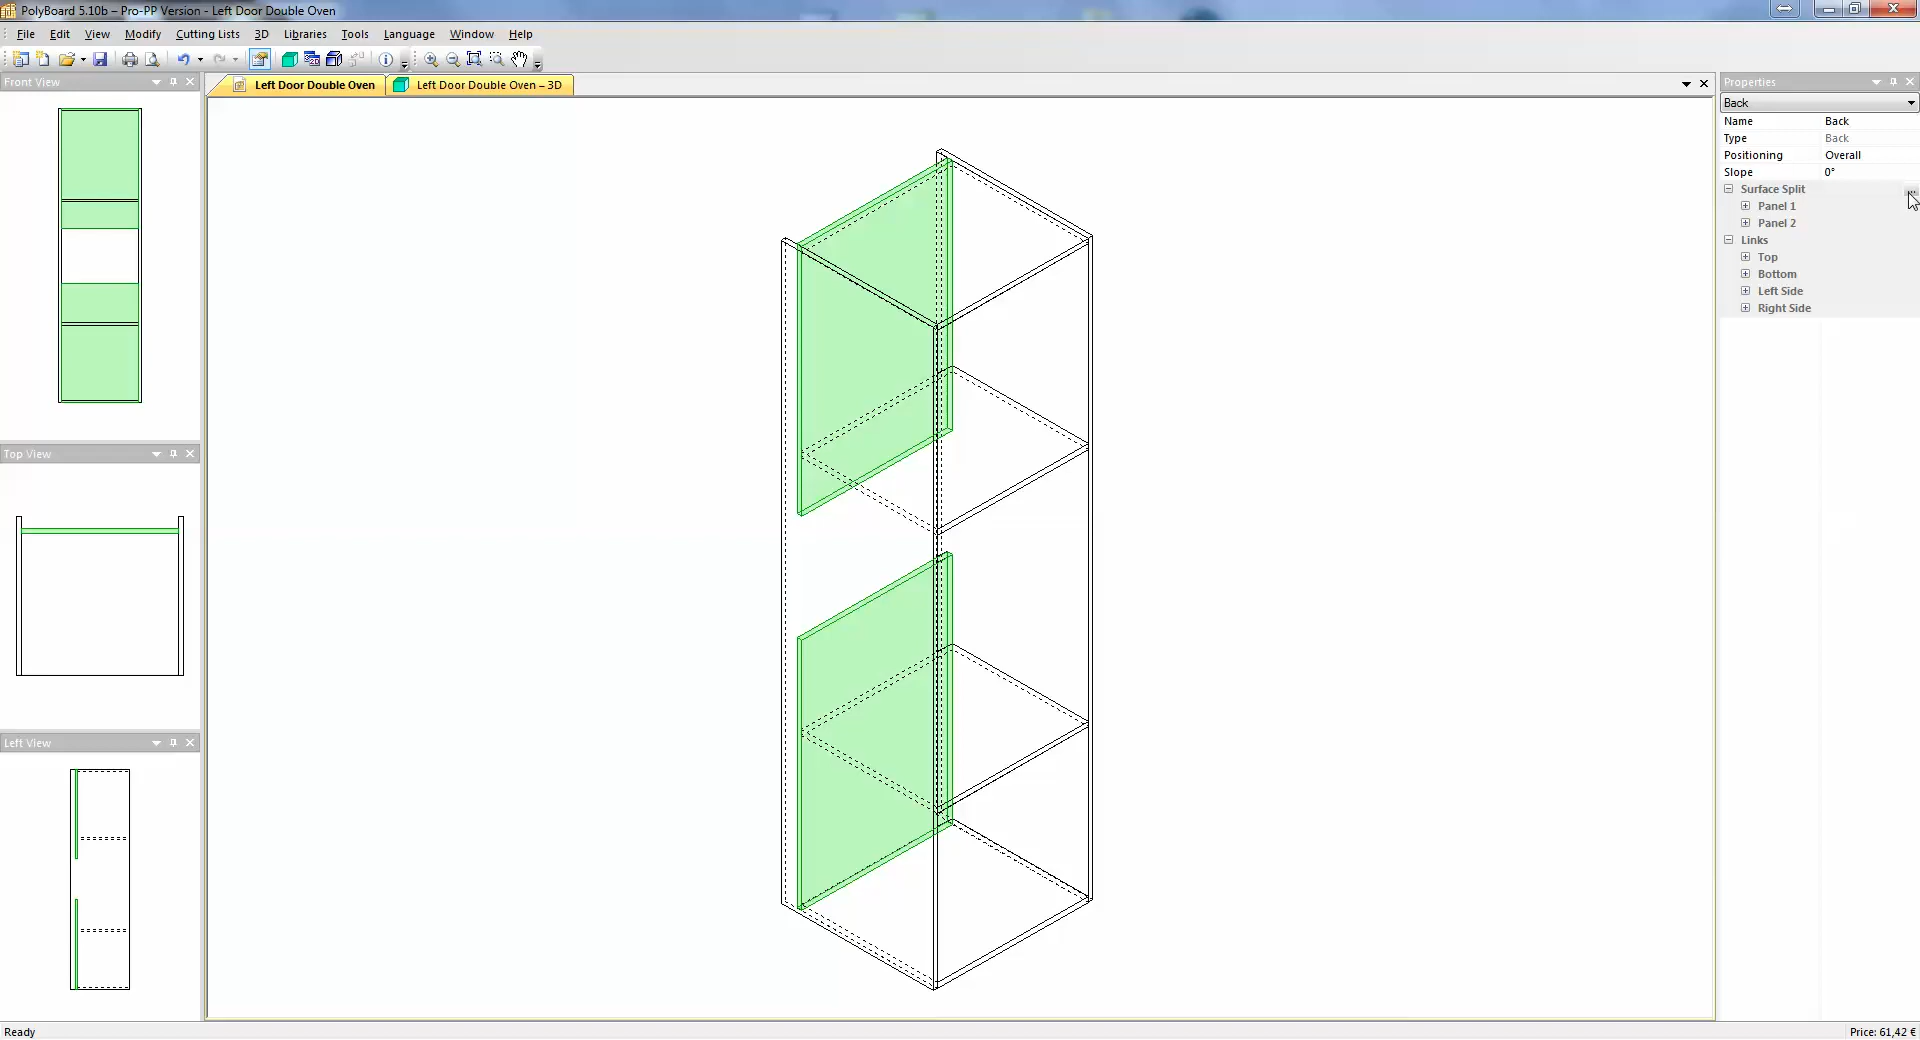 PolyBoard 5.10b – Pro-PP Version - Left Door Double Oven
File Edit View Modify Cutting Lists 3D Libraries Tools Language Window Help
Front View
Left Door Double Oven
Left Door Double Oven – 3D
Properties
Back
Name Back
Type Back
Positioning Overall
Slope 0°
Surface Split
Panel 1
Panel 2
Links
Top
Bottom
Left Side
Right Side
Top View
Left View
Ready
Price: 61,42 €